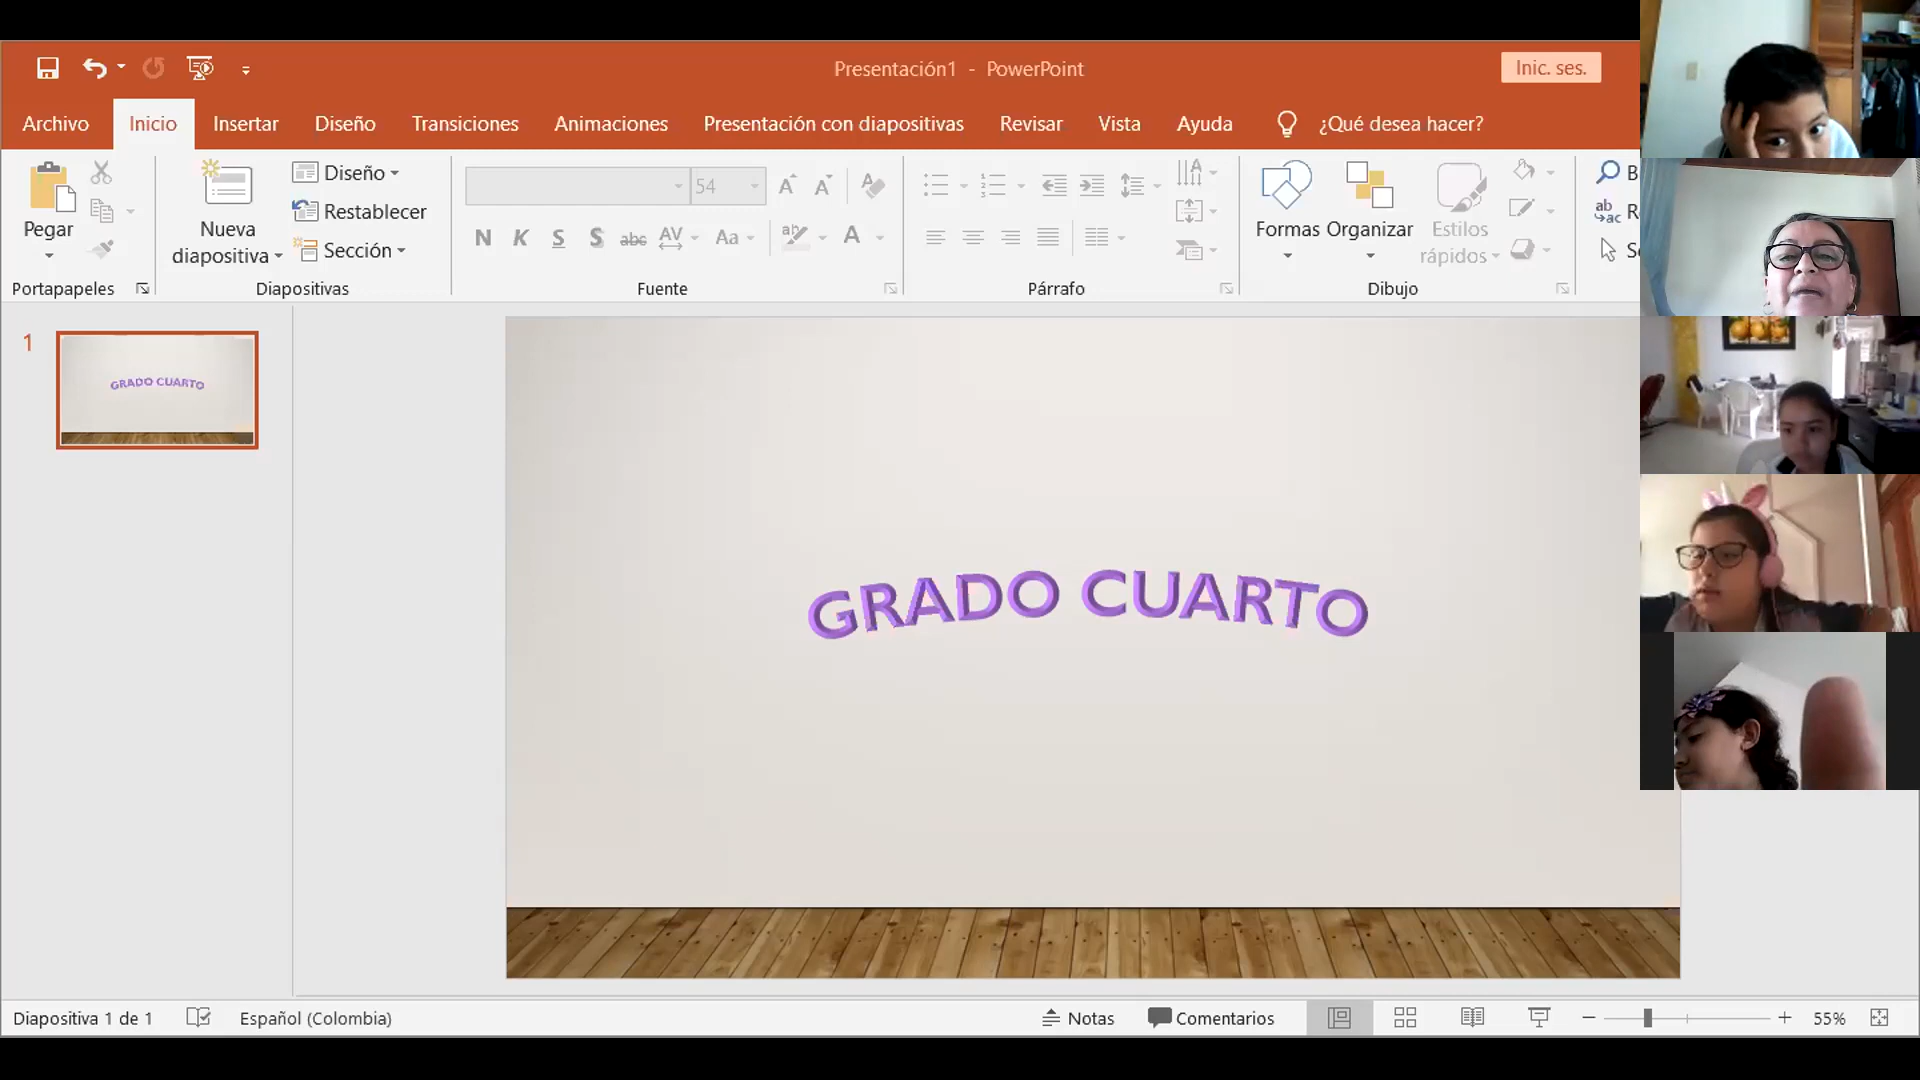 Presentación1 - PowerPoint
Inic. ses.
Archivo
Inicio
Insertar
Diseño
Transiciones
Animaciones
Presentación con diapositivas
Revisar
Vista
Ayuda
¿Qué desea hacer?
Pegar
Portapapeles
Nueva
diapositiva
Diseño
Restablecer
Sección
Diapositivas
54
N K S S abc AV Aa A
Fuente
Párrafo
Formas
Organizar
Estilos
rápidos
Dibujo
1
GRADO CUARTO
GRADO CUARTO
Diapositiva 1 de 1
Español (Colombia)
Notas
Comentarios
55%